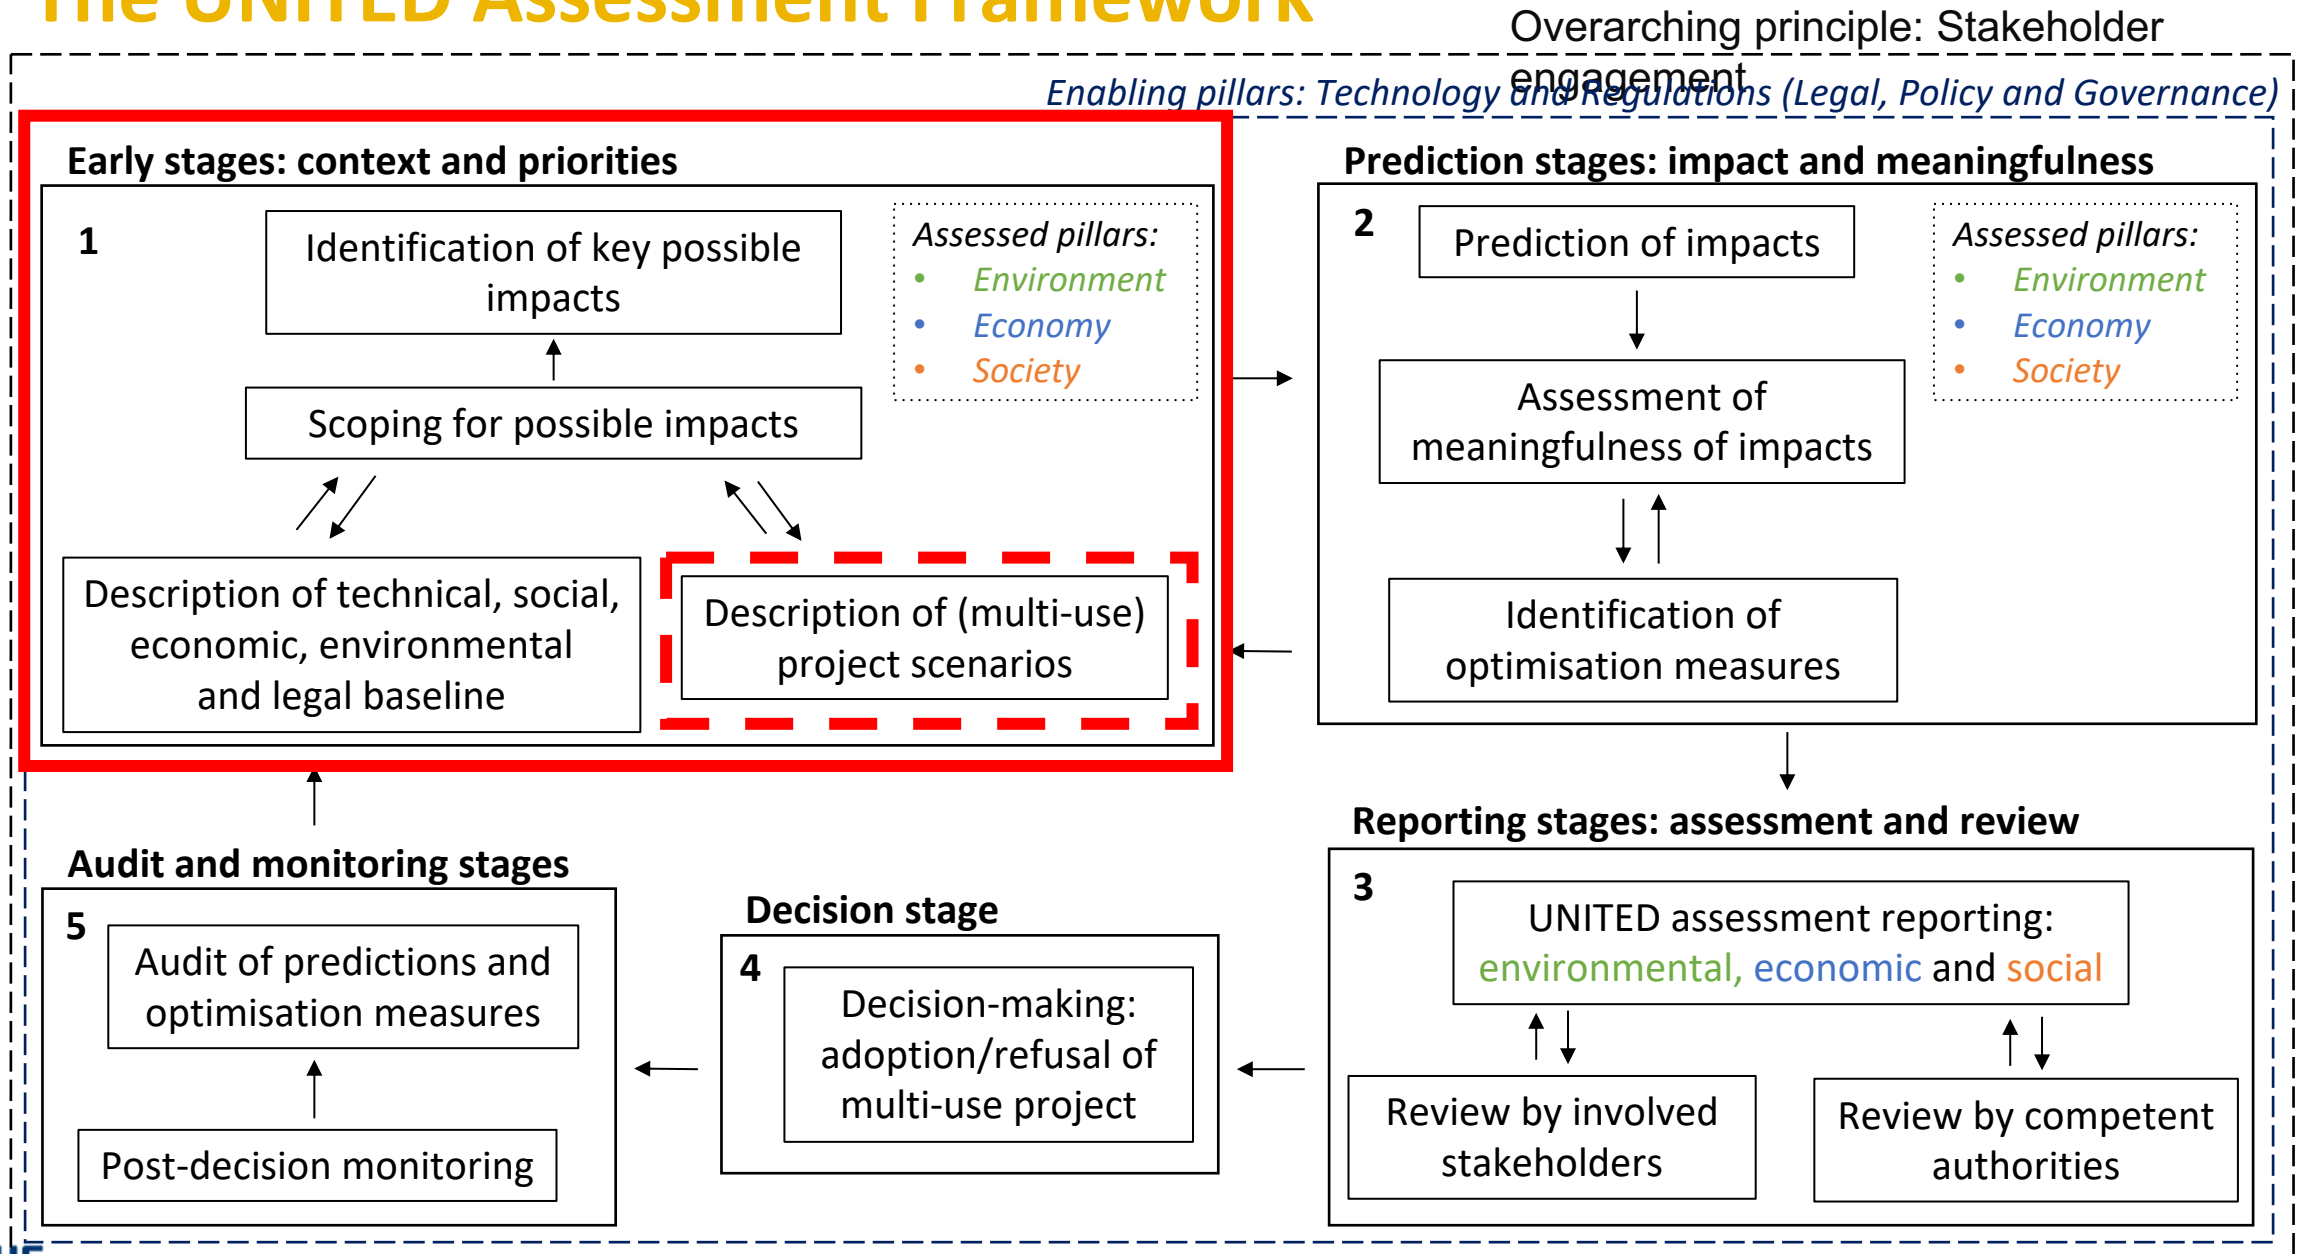 The UNITED Assessment Framework
Overarching principle: Stakeholder
engagement
Enabling pillars: Technology and Regulations (Legal, Policy and Governance)
Early stages: context and priorities
1
Identification of key possible
impacts
Assessed pillars:
• Environment
• Economy
• Society
Scoping for possible impacts
Description of technical, social,
economic, environmental
and legal baseline
Description of (multi-use)
project scenarios
Prediction stages: impact and meaningfulness
2
Prediction of impacts
Assessed pillars:
• Environment
• Economy
• Society
Assessment of
meaningfulness of impacts
Identification of
optimisation measures
Reporting stages: assessment and review
3
UNITED assessment reporting:
environmental, economic and social
Review by involved
stakeholders
Review by competent
authorities
Decision stage
4
Decision-making:
adoption/refusal of
multi-use project
Audit and monitoring stages
5
Audit of predictions and
optimisation measures
Post-decision monitoring